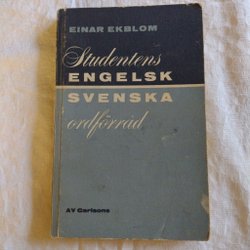 EINAR EKBLOM
Studentens
ENGELSK
SVENSKA
ordförråd
AV Carlsons